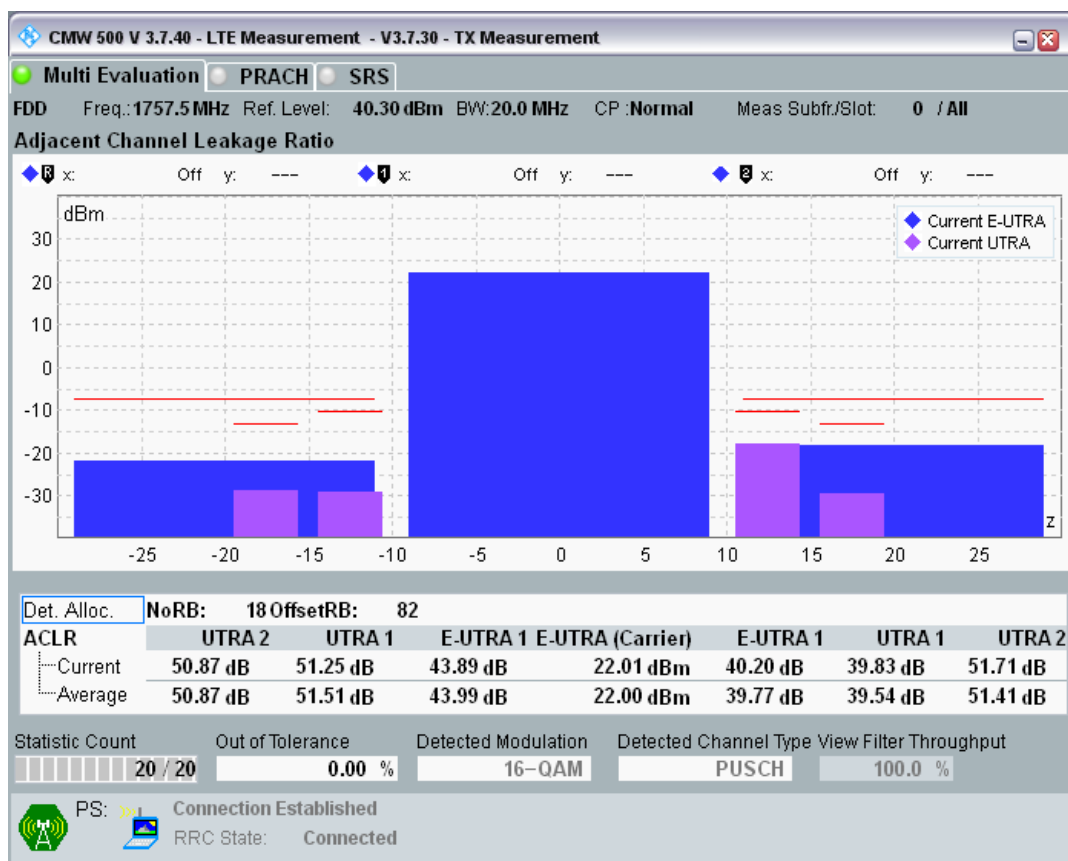 CMW 500 V 3.7.40 - LTE Measurement - V3.7.30 - TX Measurement
Multi Evaluation PRACH SRS
FDD Freq.: 1757.5 MHz Ref. Level: 40.30 dBm BW: 20.0 MHz CP : Normal Meas Subfr./Slot: 0 / All
Adjacent Channel Leakage Ratio
R x: Off y: --- 1 x: Off y: --- 2 x: Off y: ---
dBm
Current E-UTRA
Current UTRA
30
20
10
0
-10
-20
-30
z
-25 -20 -15 -10 -5 0 5 10 15 20 25
Det. Alloc. NoRB: 18 OffsetRB: 82
ACLR UTRA 2 UTRA 1 E-UTRA 1 E-UTRA (Carrier) E-UTRA 1 UTRA 1 UTRA 2
Current 50.87 dB 51.25 dB 43.89 dB 22.01 dBm 40.20 dB 39.83 dB 51.71 dB
Average 50.87 dB 51.51 dB 43.99 dB 22.00 dBm 39.77 dB 39.54 dB 51.41 dB
Statistic Count Out of Tolerance Detected Modulation Detected Channel Type View Filter Throughput
20 / 20 0.00 % 16-QAM PUSCH 100.0 %
PS: Connection Established
RRC State: Connected